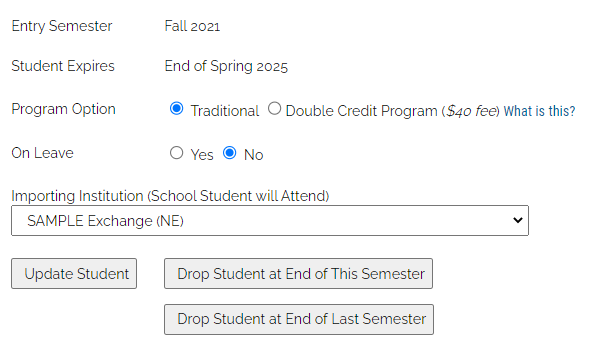 Entry Semester Fall 2021
Student Expires End of Spring 2025
Program Option Traditional Double Credit Program ($40 fee) What is this?
On Leave Yes No
Importing Institution (School Student will Attend)
SAMPLE Exchange (NE)
Update Student Drop Student at End of This Semester
Drop Student at End of Last Semester